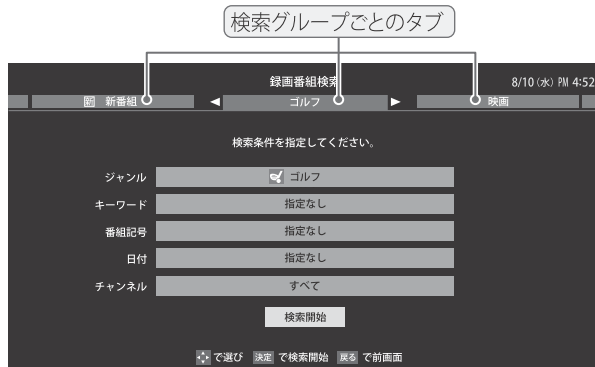 検索グループごとのタブ
録画番組検索 8/10(水) PM 4:52
新 新番組 ◀ ゴルフ ▶ 映画
検索条件を指定してください。
ジャンル ゴルフ
キーワード 指定なし
番組記号 指定なし
日付 指定なし
チャンネル すべて
検索開始
で選び 決定 で検索開始 戻る で前画面